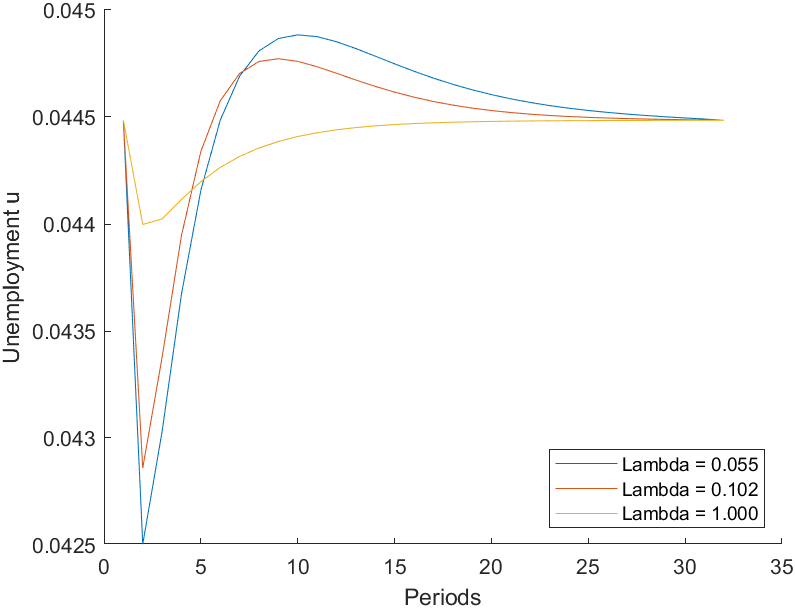 0.045
0.0445
0.044
0.0435
0.043
0.0425
Unemployment u
0 5 10 15 20 25 30 35
Periods
Lambda = 0.055
Lambda = 0.102
Lambda = 1.000